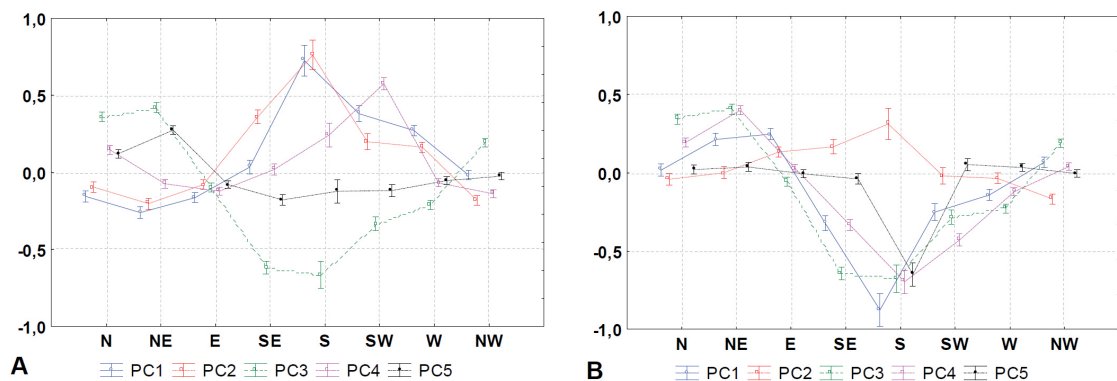 1,0
0,5
0,0
-0,5
-1,0
N NE E SE S SW W NW
A
PC1 PC2 PC3 PC4 PC5
1,0
0,5
0,0
-0,5
-1,0
N NE E SE S SW W NW
B
PC1 PC2 PC3 PC4 PC5